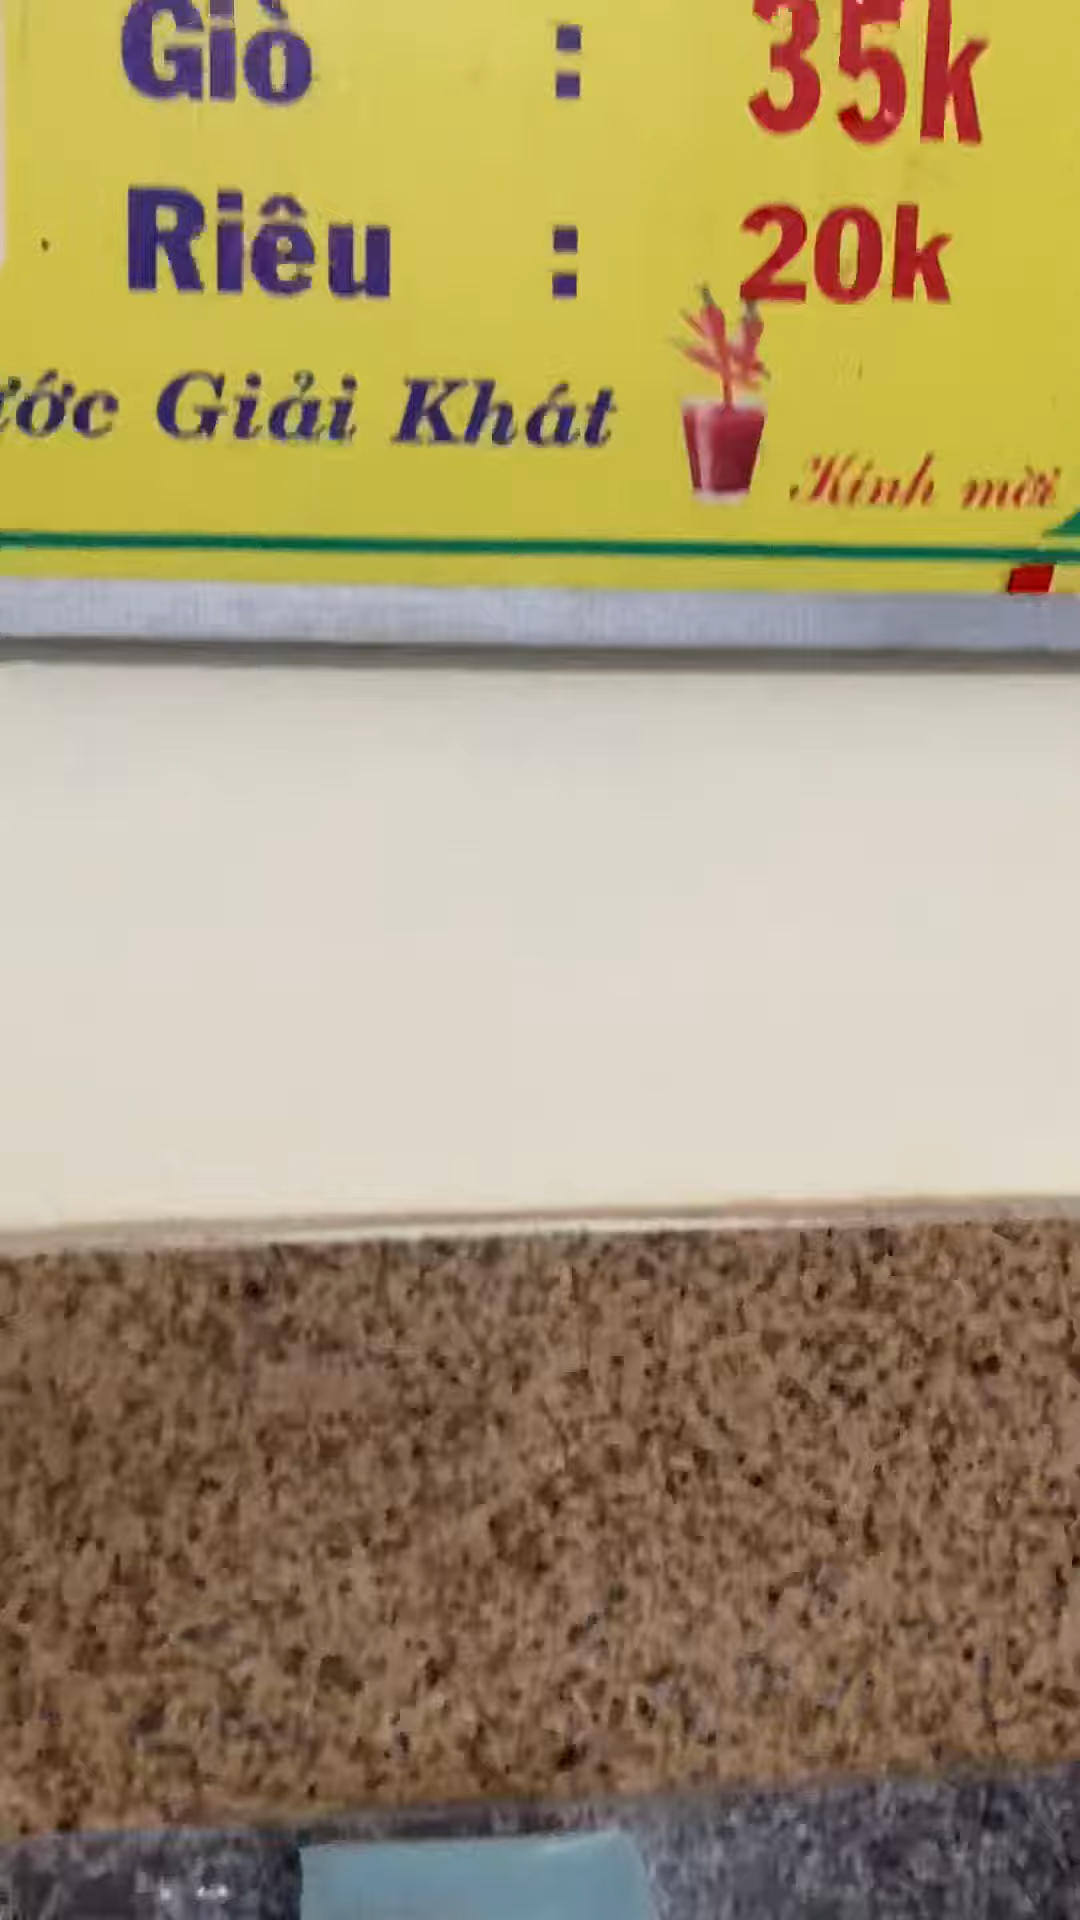 Giò : 35k
Riêu : 20k
ước Giải Khát
Kính mời